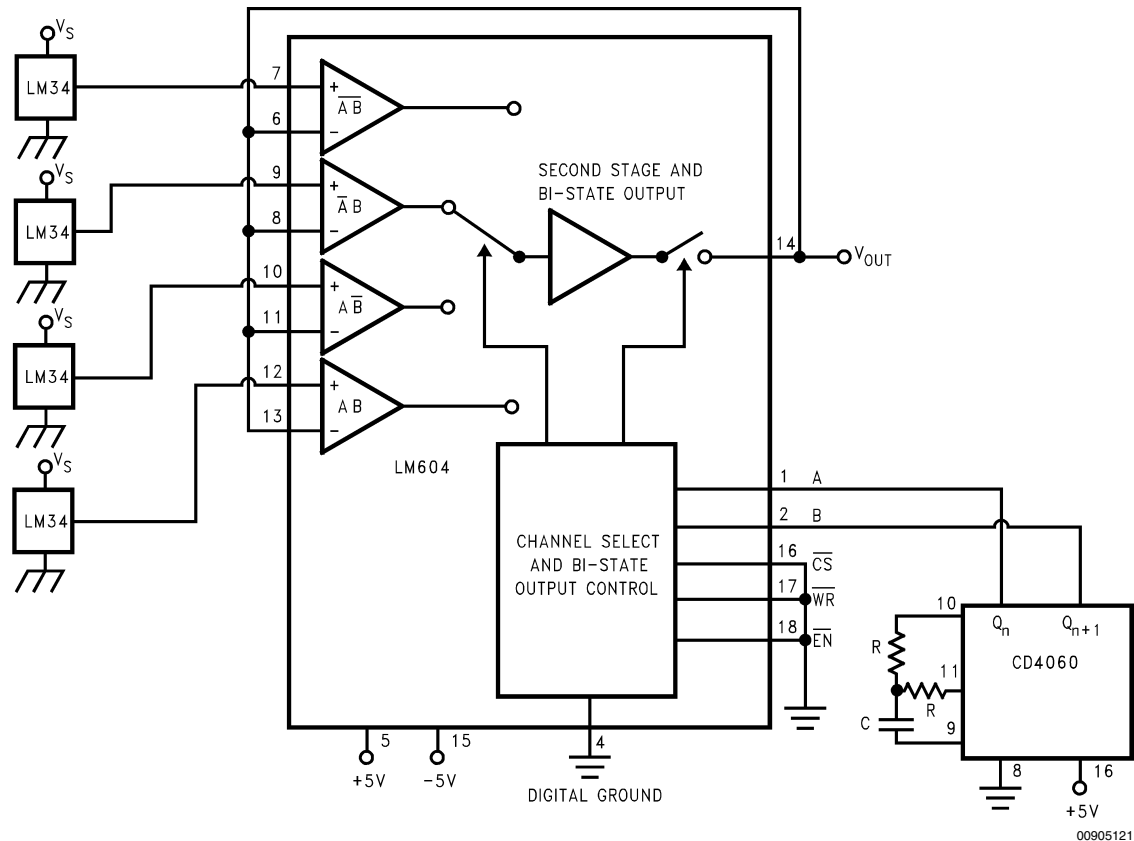 V_S
LM34
7
+
A̅ B̅
6
−
V_S
LM34
9
+
A̅ B
8
−
SECOND STAGE AND
BI-STATE OUTPUT
14
V_OUT
V_S
LM34
10
+
A B̅
11
−
12
+
A B
13
−
LM604
V_S
LM34
CHANNEL SELECT
AND BI-STATE
OUTPUT CONTROL
1 A
2 B
16 C̅S̅
17 W̅R̅
18 E̅N̅
10
R
11
R
C
9
Q_n
Q_n+1
CD4060
8
16
+5V
5
+5V
15
-5V
4
DIGITAL GROUND
00905121